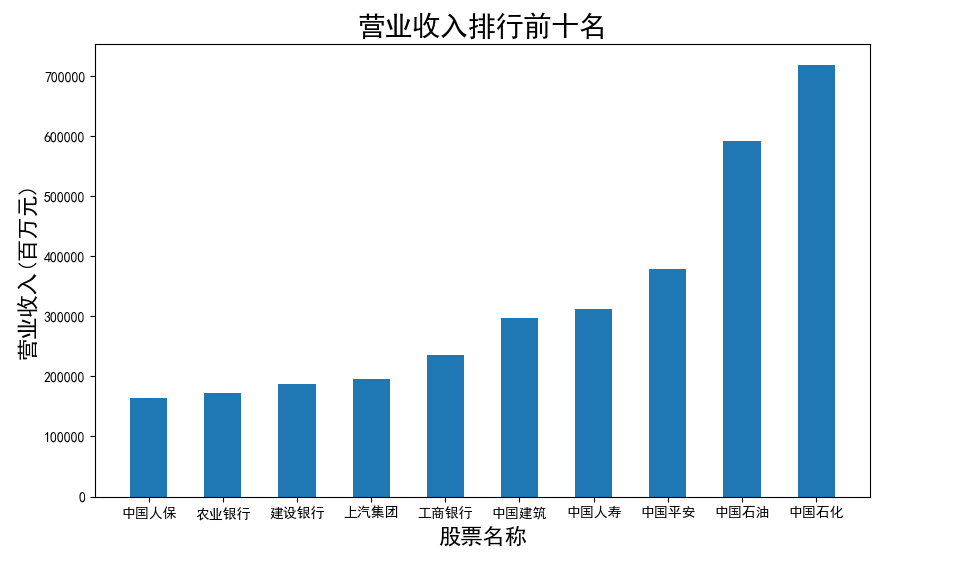 营业收入排行前十名
营业收入(百万元)
700000
600000
500000
400000
300000
200000
100000
0
中国人保 农业银行 建设银行 上汽集团 工商银行 中国建筑 中国人寿 中国平安 中国石油 中国石化
股票名称